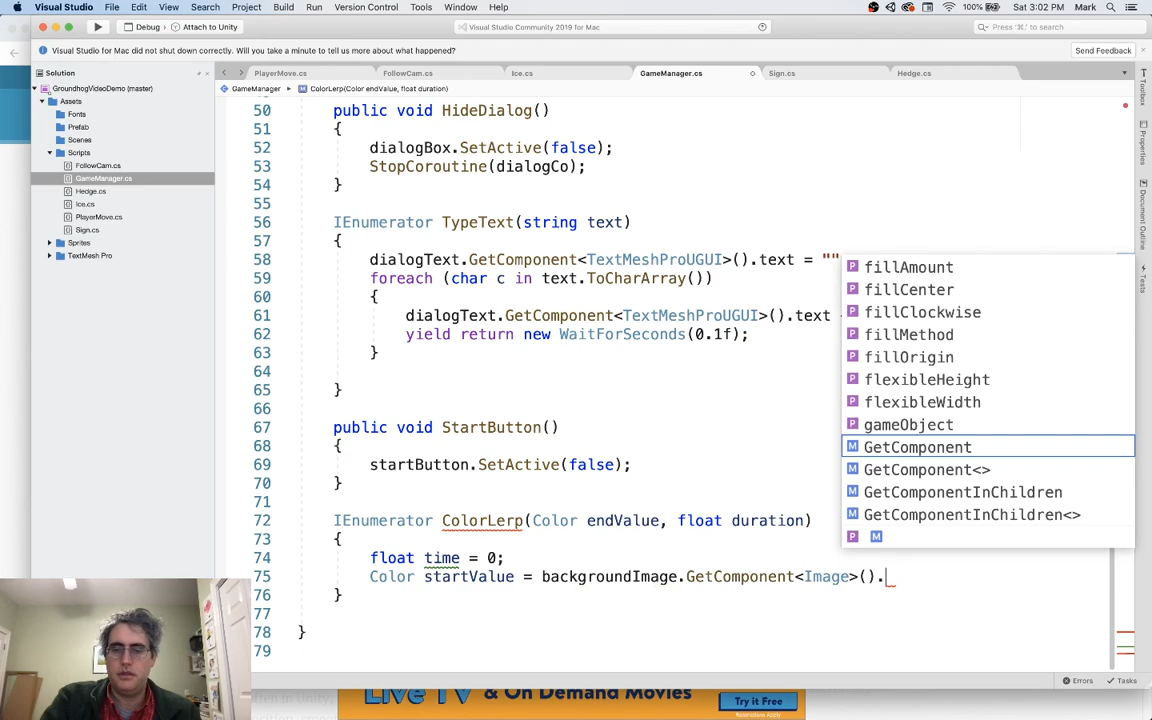 Visual Studio File Edit View Search Project Build Run Version Control Tools Window Help 100% Sat 3:02 PM Mark
Debug Attach to Unity Visual Studio Community 2019 for Mac Press '⌘.' to search
Visual Studio for Mac did not shut down correctly. Will you take a minute to tell us more about what happened? Send Feedback
Solution
GroundhogVideoDemo (master)
Assets
Fonts
Prefab
Scenes
Scripts
FollowCam.cs
GameManager.cs
Hedge.cs
Ice.cs
PlayerMove.cs
Sign.cs
Sprites
TextMesh Pro
PlayerMove.cs FollowCam.cs Ice.cs GameManager.cs Sign.cs Hedge.cs
GameManager ColorLerp(Color endValue, float duration)
50 public void HideDialog()
51 {
52 dialogBox.SetActive(false);
53 StopCoroutine(dialogCo);
54 }
55
56 IEnumerator TypeText(string text)
57 {
58 dialogText.GetComponent<TextMeshProUGUI>().text = ""
59 foreach (char c in text.ToCharArray())
60 {
61 dialogText.GetComponent<TextMeshProUGUI>().text
62 yield return new WaitForSeconds(0.1f);
63 }
64
65 }
66
67 public void StartButton()
68 {
69 startButton.SetActive(false);
70 }
71
72 IEnumerator ColorLerp(Color endValue, float duration)
73 {
74 float time = 0;
75 Color startValue = backgroundImage.GetComponent<Image>().
76 }
77
78 }
79
P fillAmount
P fillCenter
P fillClockwise
P fillMethod
P fillOrigin
P flexibleHeight
P flexibleWidth
P gameObject
M GetComponent
M GetComponent<>
M GetComponentInChildren
M GetComponentInChildren<>
P M
Toolbox
Properties
Document Outline
Tests
Errors Tasks
Live TV & On Demand Movies Try it Free